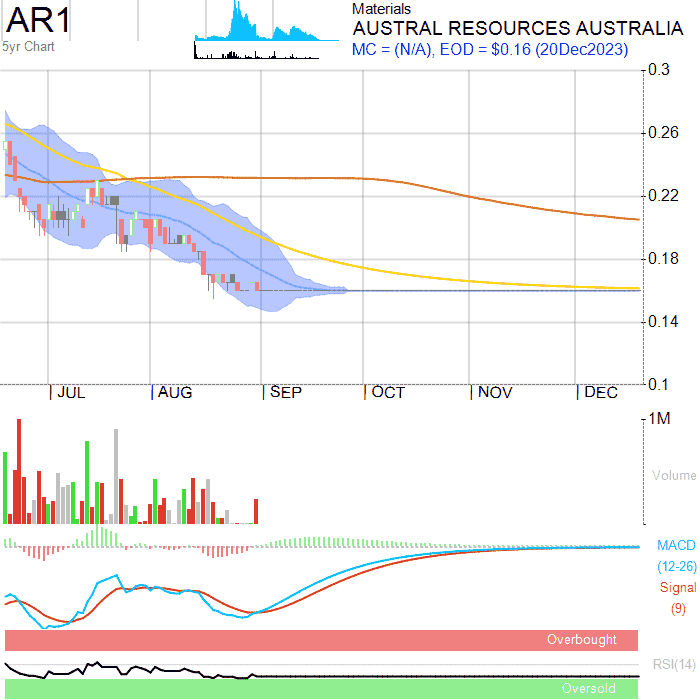 AR1
5yr Chart
Materials
AUSTRAL RESOURCES AUSTRALIA
MC = (N/A), EOD = $0.16 (20Dec2023)
0.3
0.26
0.22
0.18
0.14
0.1
JUL AUG SEP OCT NOV DEC
1M
Volume
MACD
(12-26)
Signal
(9)
Overbought
RSI(14)
Oversold